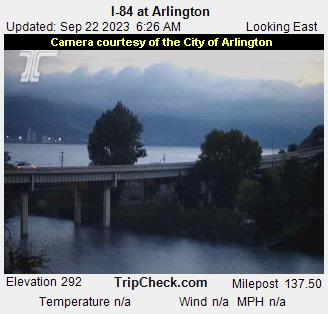 I-84 at Arlington
Updated: Sep 22 2023 6:26 AM Looking East
Camera courtesy of the City of Arlington
Elevation 292 TripCheck.com Milepost 137.50
Temperature n/a Wind n/a MPH n/a